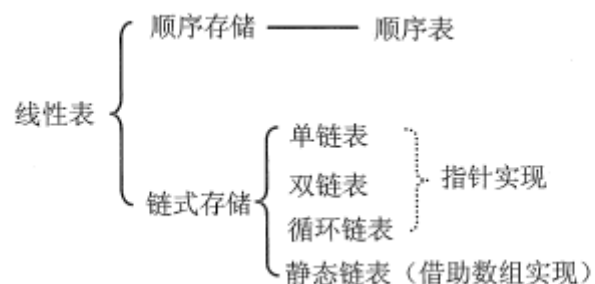 线性表
顺序存储
顺序表
链式存储
单链表
双链表
循环链表
指针实现
静态链表（借助数组实现）